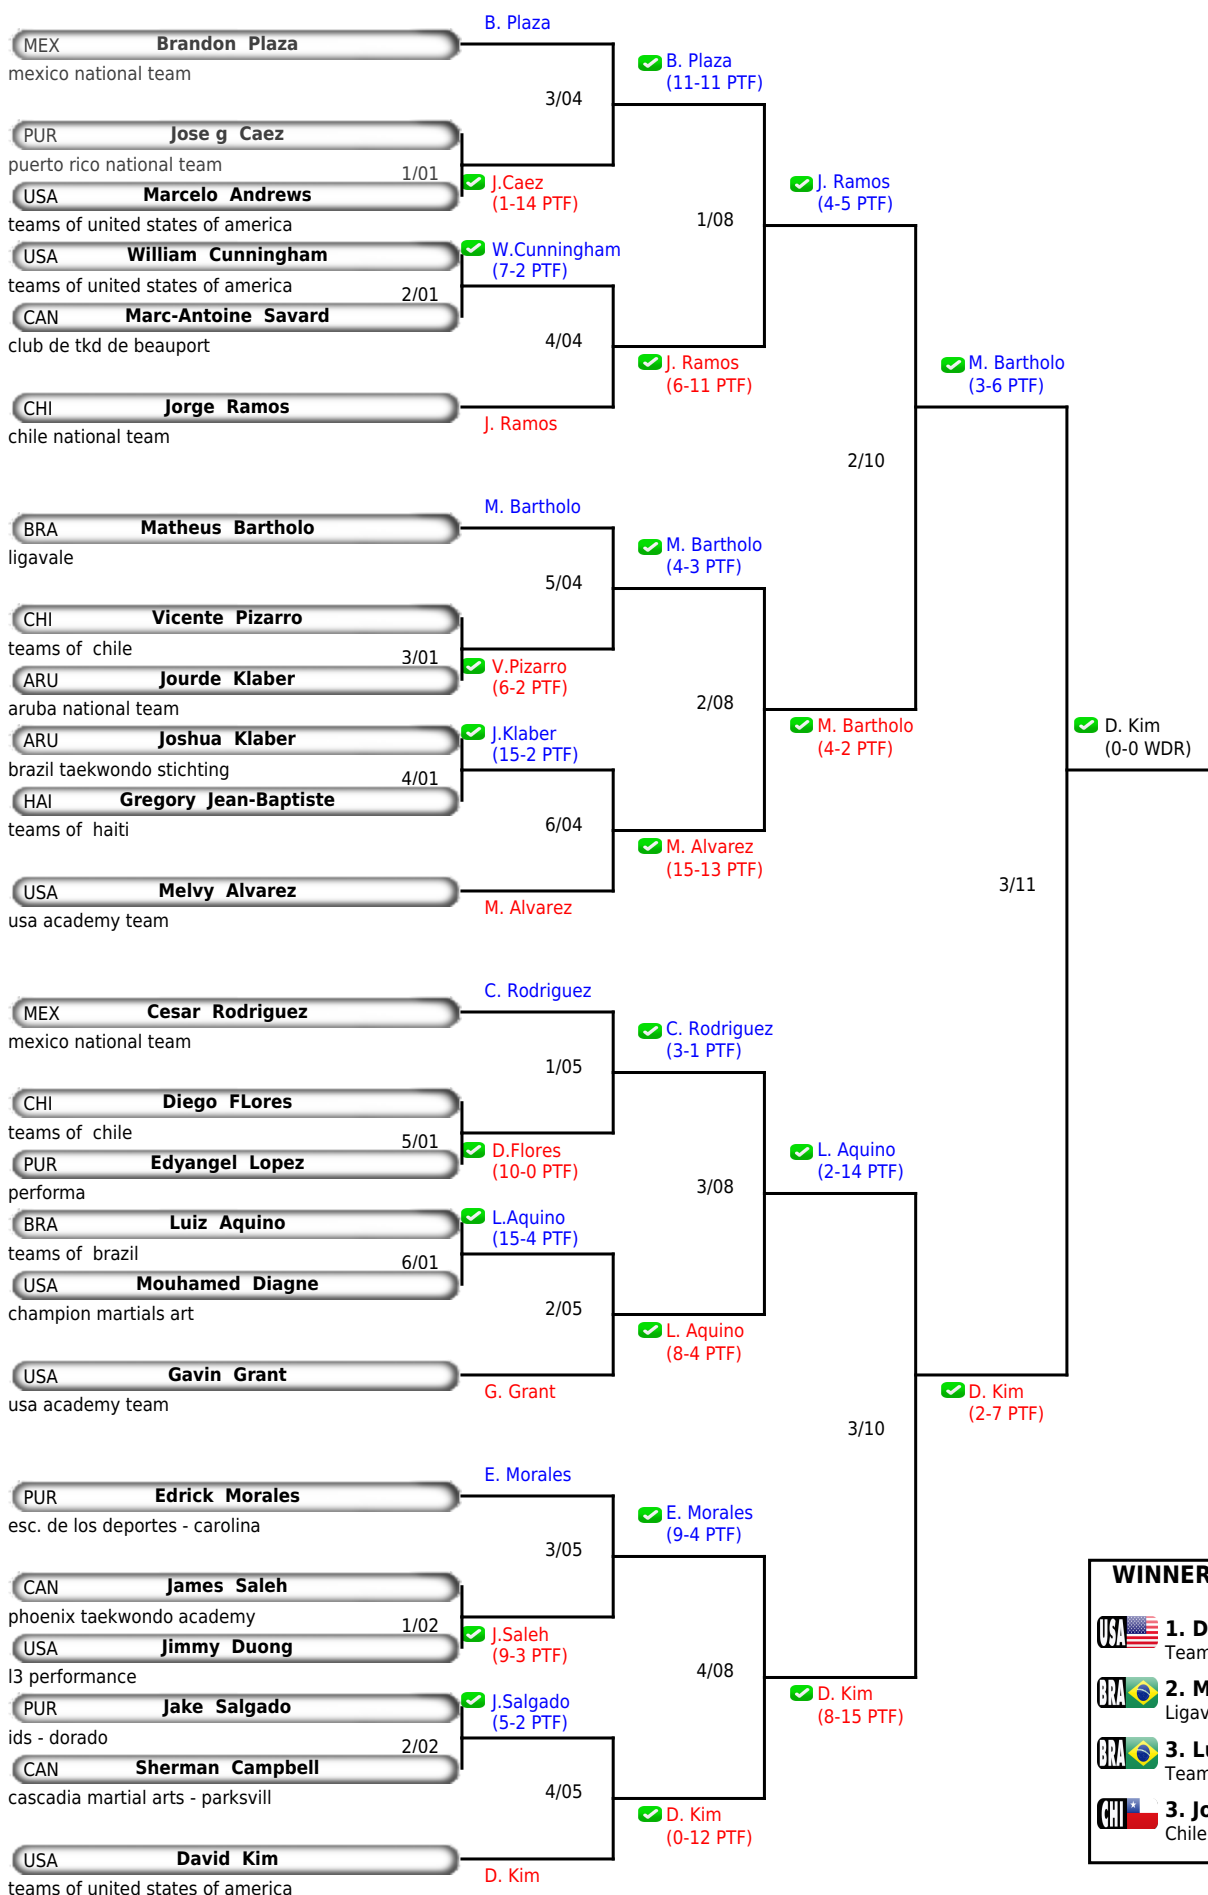 B. Plaza
MEX Brandon Plaza
mexico national team
B. Plaza
(11-11 PTF)
3/04
PUR Jose g Caez
puerto rico national team
1/01
J.Caez
(1-14 PTF)
USA Marcelo Andrews
teams of united states of america
J. Ramos
(4-5 PTF)
1/08
USA William Cunningham
teams of united states of america
W.Cunningham
(7-2 PTF)
2/01
CAN Marc-Antoine Savard
club de tkd de beauport
4/04
J. Ramos
(6-11 PTF)
M. Bartholo
(3-6 PTF)
CHI Jorge Ramos
chile national team
J. Ramos
2/10
M. Bartholo
BRA Matheus Bartholo
ligavale
M. Bartholo
(4-3 PTF)
5/04
CHI Vicente Pizarro
teams of chile
3/01
V.Pizarro
(6-2 PTF)
ARU Jourde Klaber
aruba national team
2/08
M. Bartholo
(4-2 PTF)
ARU Joshua Klaber
brazil taekwondo stichting
J.Klaber
(15-2 PTF)
4/01
D. Kim
(0-0 WDR)
HAI Gregory Jean-Baptiste
teams of haiti
6/04
M. Alvarez
(15-13 PTF)
USA Melvy Alvarez
usa academy team
M. Alvarez
3/11
C. Rodriguez
MEX Cesar Rodriguez
mexico national team
C. Rodriguez
(3-1 PTF)
1/05
CHI Diego FLores
teams of chile
5/01
D.Flores
(10-0 PTF)
PUR Edyangel Lopez
performa
L. Aquino
(2-14 PTF)
3/08
BRA Luiz Aquino
teams of brazil
L.Aquino
(15-4 PTF)
6/01
USA Mouhamed Diagne
champion martials art
2/05
L. Aquino
(8-4 PTF)
USA Gavin Grant
usa academy team
G. Grant
D. Kim
(2-7 PTF)
3/10
E. Morales
PUR Edrick Morales
esc. de los deportes - carolina
E. Morales
(9-4 PTF)
3/05
CAN James Saleh
phoenix taekwondo academy
1/02
J.Saleh
(9-3 PTF)
USA Jimmy Duong
l3 performance
4/08
D. Kim
(8-15 PTF)
PUR Jake Salgado
ids - dorado
J.Salgado
(5-2 PTF)
2/02
CAN Sherman Campbell
cascadia martial arts - parksvill
4/05
D. Kim
(0-12 PTF)
USA David Kim
teams of united states of america
D. Kim
WINNER
USA 1. D
Team
BRA 2. M
Ligav
BRA 3. Lu
Team
CHI 3. Jo
Chile